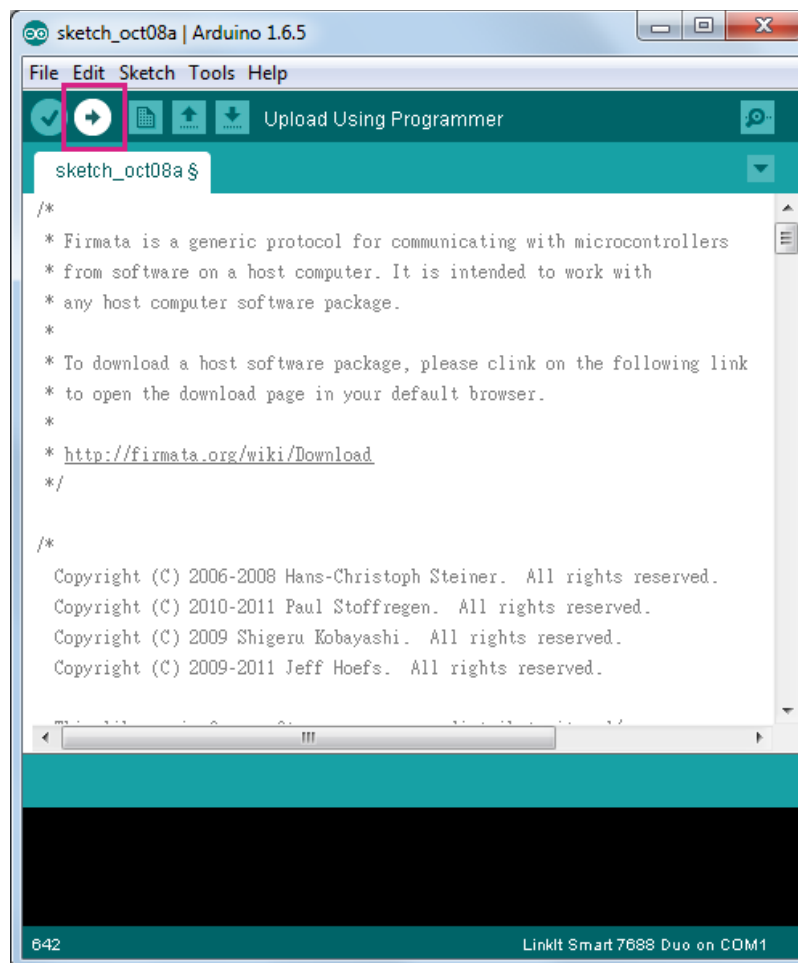 sketch_oct08a | Arduino 1.6.5
File Edit Sketch Tools Help
Upload Using Programmer
sketch_oct08a §
/*
* Firmata is a generic protocol for communicating with microcontrollers
* from software on a host computer. It is intended to work with
* any host computer software package.
*
* To download a host software package, please clink on the following link
* to open the download page in your default browser.
*
* http://firmata.org/wiki/Download
*/
/*
Copyright (C) 2006-2008 Hans-Christoph Steiner.  All rights reserved.
Copyright (C) 2010-2011 Paul Stoffregen.  All rights reserved.
Copyright (C) 2009 Shigeru Kobayashi.  All rights reserved.
Copyright (C) 2009-2011 Jeff Hoefs.  All rights reserved.
642
LinkIt Smart 7688 Duo on COM1